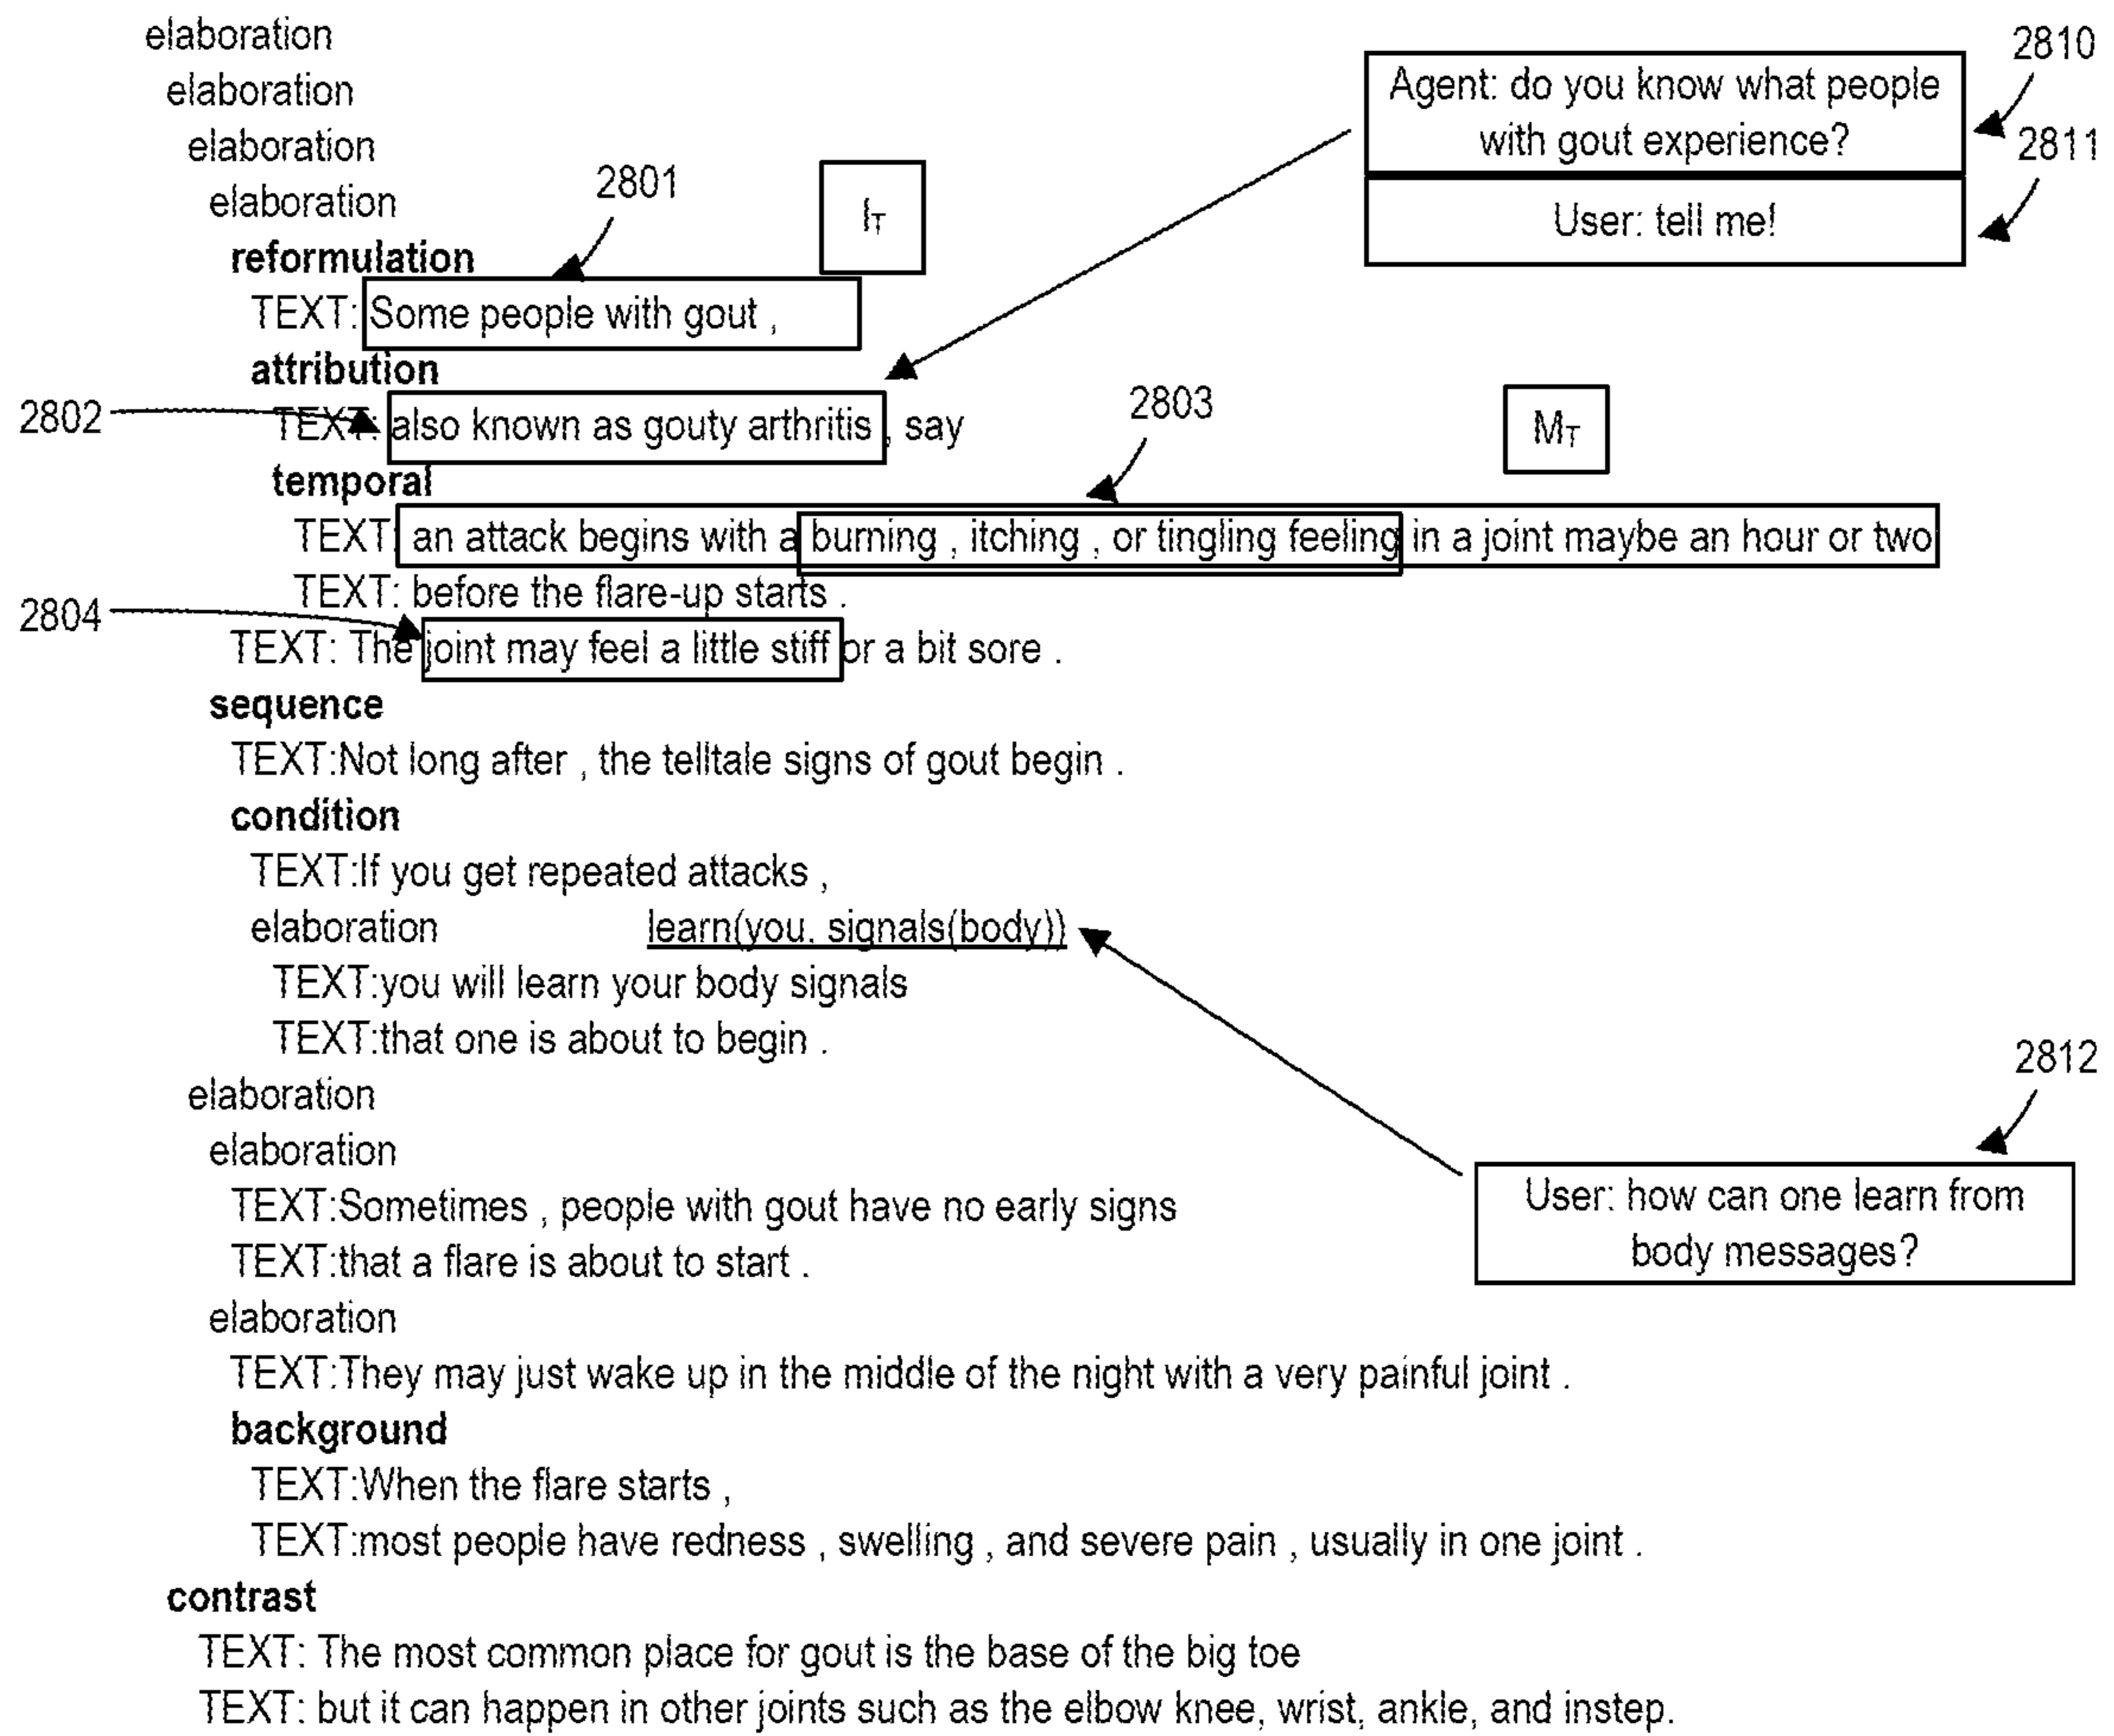 elaboration
elaboration
elaboration
elaboration
reformulation
TEXT: Some people with gout ,
attribution
TEXT: also known as gouty arthritis , say
temporal
TEXT: an attack begins with a burning , itching , or tingling feeling in a joint maybe an hour or two
TEXT: before the flare-up starts .
TEXT: The joint may feel a little stiff or a bit sore .
sequence
TEXT:Not long after , the telltale signs of gout begin .
condition
TEXT:If you get repeated attacks ,
elaboration learn(you, signals(body))
TEXT:you will learn your body signals
TEXT:that one is about to begin .
elaboration
elaboration
TEXT:Sometimes , people with gout have no early signs
TEXT:that a flare is about to start .
elaboration
TEXT:They may just wake up in the middle of the night with a very painful joint .
background
TEXT:When the flare starts ,
TEXT:most people have redness , swelling , and severe pain , usually in one joint .
contrast
TEXT: The most common place for gout is the base of the big toe
TEXT: but it can happen in other joints such as the elbow knee, wrist, ankle, and instep.
2801
IT
2802
2803
MT
2804
2810
Agent: do you know what people
with gout experience?
2811
User: tell me!
2812
User: how can one learn from
body messages?